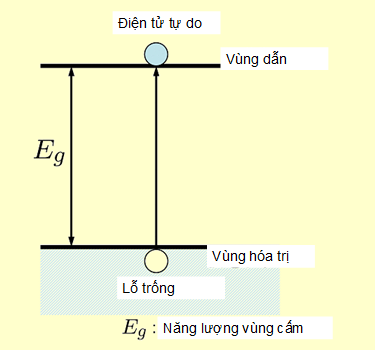 Điện tử tự do
Vùng dẫn
E_g
Vùng hóa trị
Lỗ trống
E_g : Năng lượng vùng cấm